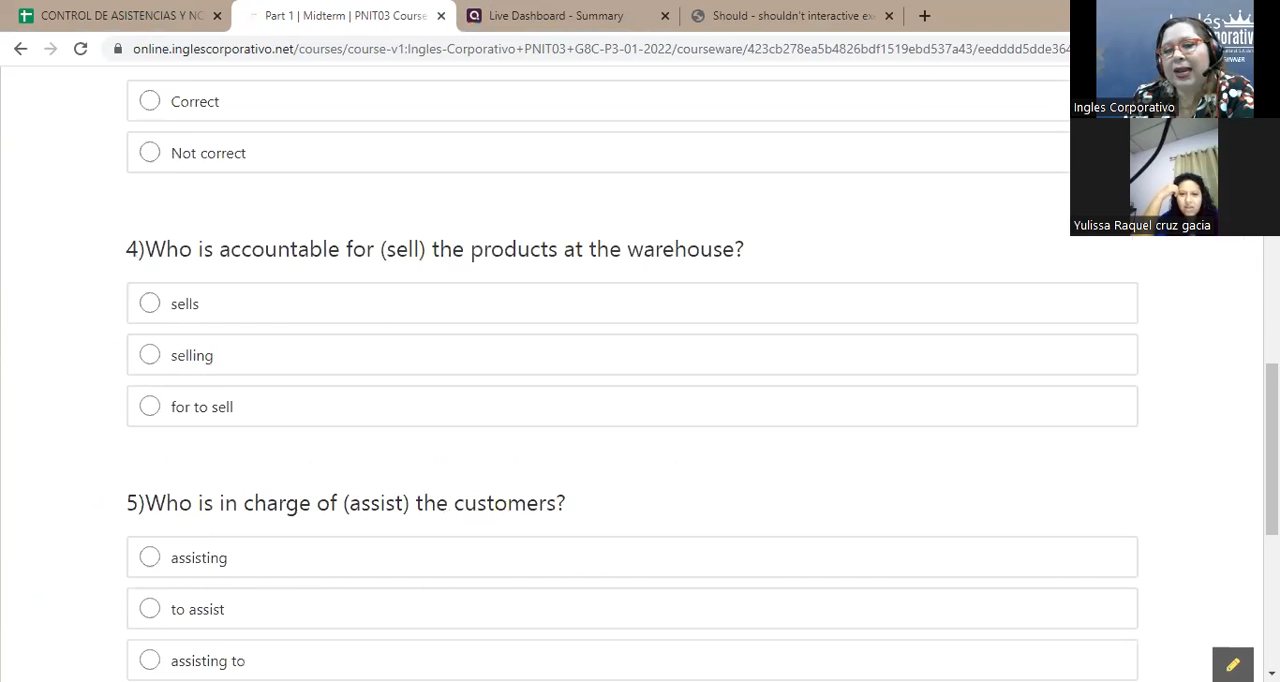 CONTROL DE ASISTENCIAS Y NO
Part 1 | Midterm | PNIT03 Course
Live Dashboard - Summary
Should - shouldn't interactive exe
online.inglescorporativo.net/courses/course-v1:Ingles-Corporativo+PNIT03+G8C-P3-01-2022/courseware/423cb278ea5b4826bdf1519ebd537a43/eedddd5dde364
Ingles Corporativo
Yulissa Raquel cruz gacia
Correct
Not correct
4)Who is accountable for (sell) the products at the warehouse?
sells
selling
for to sell
5)Who is in charge of (assist) the customers?
assisting
to assist
assisting to